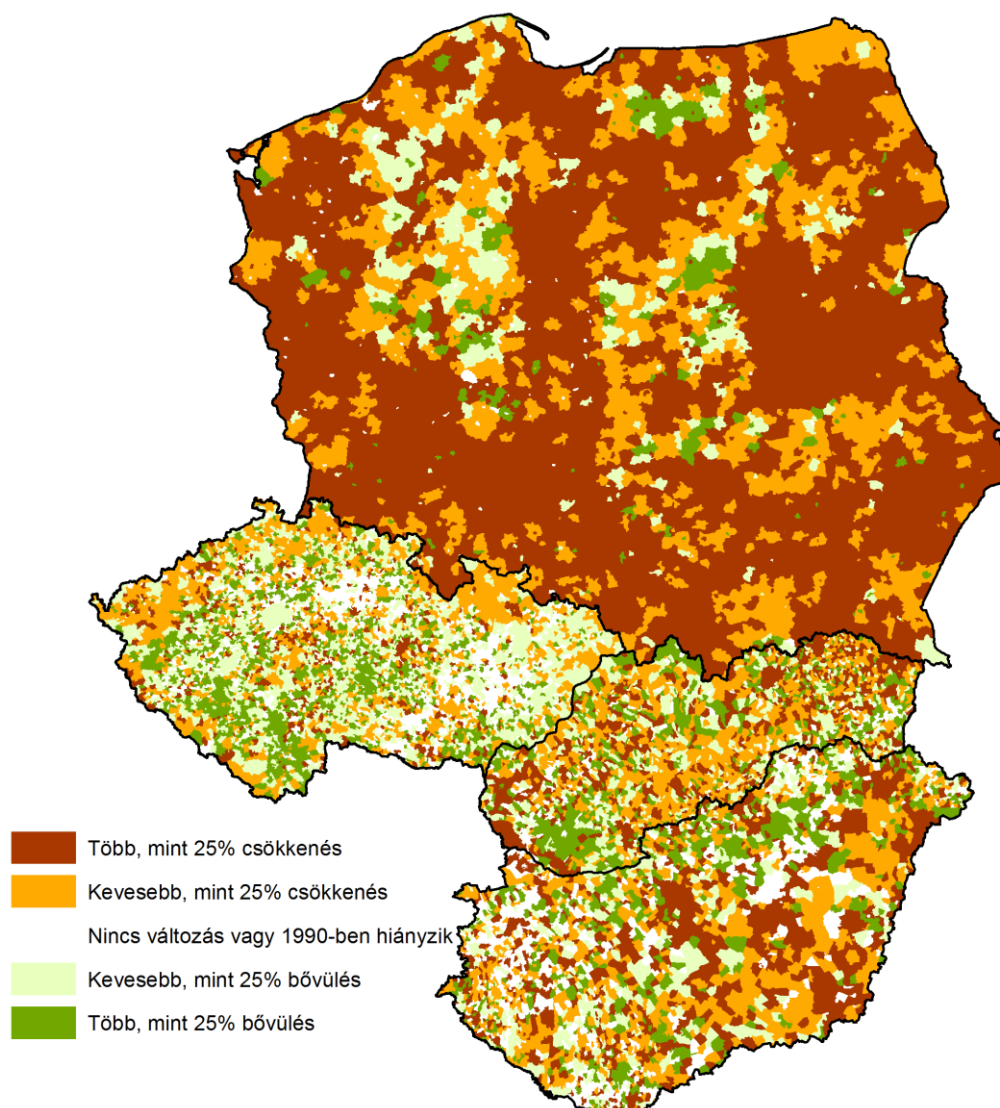 Több, mint 25% csökkenés
Kevesebb, mint 25% csökkenés
Nincs változás vagy 1990-ben hiányzik
Kevesebb, mint 25% bővülés
Több, mint 25% bővülés